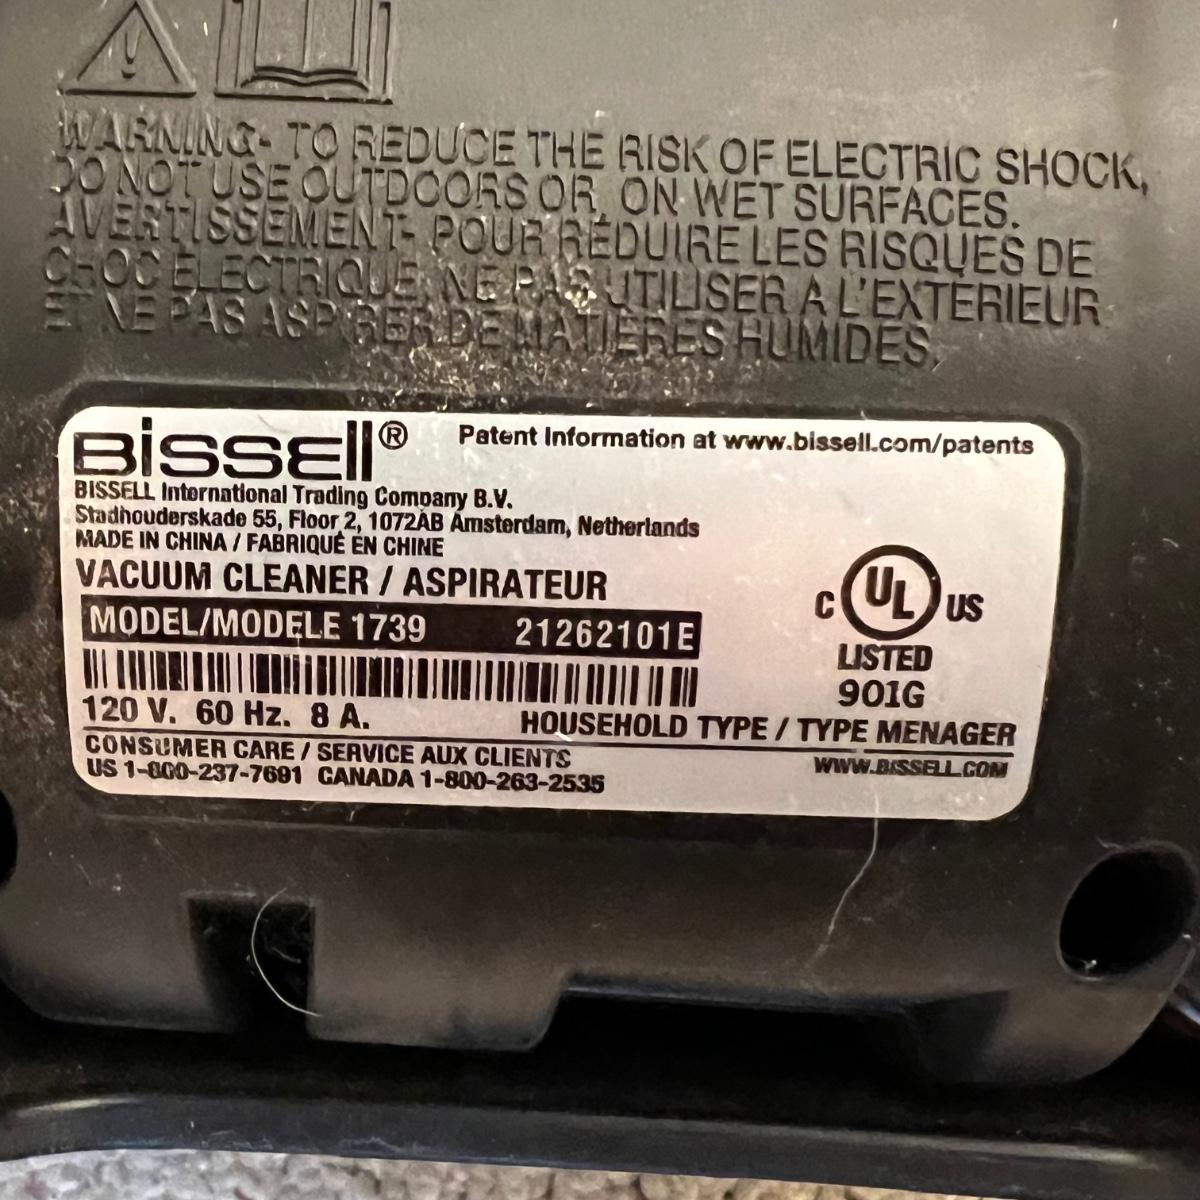 WARNING- TO REDUCE THE RISK OF ELECTRIC SHOCK,
DO NOT USE OUTDOORS OR ON WET SURFACES.
AVERTISSEMENT- POUR RÉDUIRE LES RISQUES DE
CHOC ELECTRIQUE, NE PAS UTILISER A L'EXTERIEUR
ET NE PAS ASPIRER DE MATIÈRES HUMIDES.
BISSELL® Patent Information at www.bissell.com/patents
BISSELL International Trading Company B.V.
Stadhouderskade 55, Floor 2, 1072AB Amsterdam, Netherlands
MADE IN CHINA / FABRIQUÉ EN CHINE
VACUUM CLEANER / ASPIRATEUR
MODEL/MODELE 1739 21262101E
C UL US
LISTED
901G
120 V. 60 Hz. 8 A.
HOUSEHOLD TYPE / TYPE MENAGER
CONSUMER CARE / SERVICE AUX CLIENTS
US 1-800-237-7691 CANADA 1-800-263-2535
WWW.BISSELL.COM